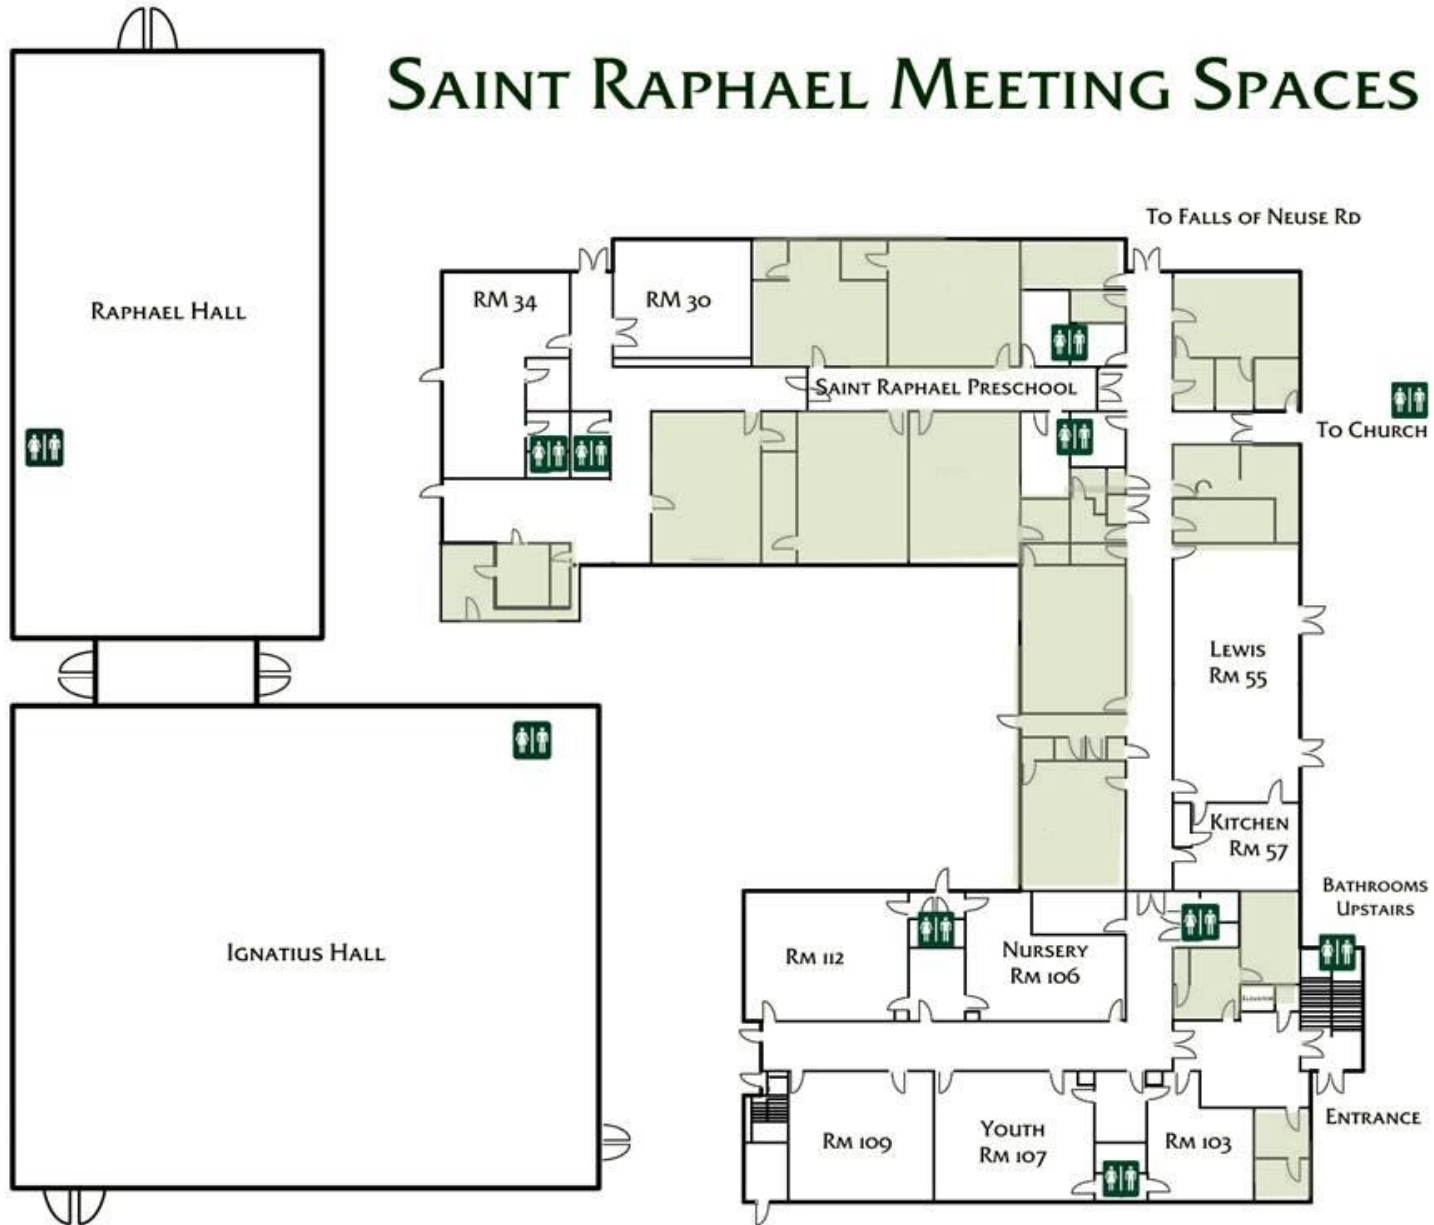 Saint Raphael Meeting Spaces
To Falls of Neuse Rd
RM 34
RM 30
Raphael Hall
Saint Raphael Preschool
To Church
Lewis
Rm 55
Kitchen
Rm 57
Bathrooms
Upstairs
Ignatius Hall
Rm 112
Nursery
Rm 106
Elevator
Entrance
Rm 109
Youth
Rm 107
Rm 103